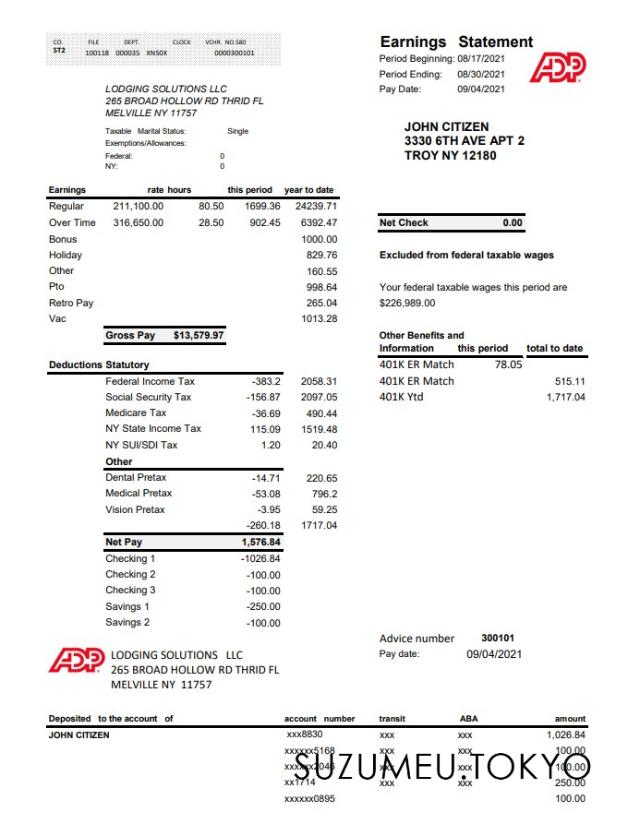 CO. FILE DEPT. CLOCK VCHR. NO.580
ST2 100118 000035 XN50X 0000300101
Earnings Statement
Period Beginning: 08/17/2021
Period Ending: 08/30/2021
Pay Date: 09/04/2021
ADP
LODGING SOLUTIONS LLC
265 BROAD HOLLOW RD THRID FL
MELVILLE NY 11757
Taxable Marital Status: Single
Exemptions/Allowances:
Federal: 0
NY: 0
JOHN CITIZEN
3330 6TH AVE APT 2
TROY NY 12180
Earnings rate hours this period year to date
Regular 211,100.00 80.50 1699.36 24239.71
Over Time 316,650.00 28.50 902.45 6392.47
Bonus 1000.00
Holiday 829.76
Other 160.55
Pto 998.64
Retro Pay 265.04
Vac 1013.28
Gross Pay $13,579.97
Net Check 0.00
Excluded from federal taxable wages
Your federal taxable wages this period are
$226,989.00
Other Benefits and
Information this period total to date
401K ER Match 78.05
401K ER Match 515.11
401K Ytd 1,717.04
Deductions Statutory
Federal Income Tax -383.2 2058.31
Social Security Tax -156.87 2097.05
Medicare Tax -36.69 490.44
NY State Income Tax 115.09 1519.48
NY SUI/SDI Tax 1.20 20.40
Other
Dental Pretax -14.71 220.65
Medical Pretax -53.08 796.2
Vision Pretax -3.95 59.25
-260.18 1717.04
Net Pay 1,576.84
Checking 1 -1026.84
Checking 2 -100.00
Checking 3 -100.00
Savings 1 -250.00
Savings 2 -100.00
ADP
LODGING SOLUTIONS LLC
265 BROAD HOLLOW RD THRID FL
MELVILLE NY 11757
Advice number 300101
Pay date: 09/04/2021
Deposited to the account of account number transit ABA amount
JOHN CITIZEN xxx8830 xxx xxx 1,026.84
xxxxxx5168 xxx xxx 100.00
xxxxxx2046 xxx xxx 100.00
xx1714 xxx xxx 250.00
xxxxxx0895 100.00
SUZUMEU.TOKYO